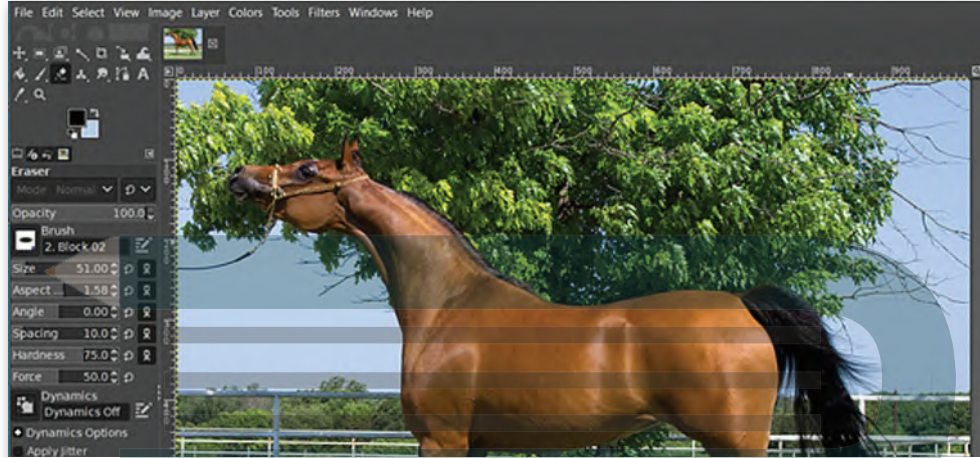 File Edit Select View Image Layer Colors Tools Filters Windows Help
0 100 200 300 400 500 600 700 800 900
Eraser
Mode Normal
Opacity 100.0
Brush
2. Block 02
Size 51.00
Aspect ... 1.58
Angle 0.00
Spacing 10.0
Hardness 75.0
Force 50.0
Dynamics
Dynamics Off
Dynamics Options
Apply Jitter